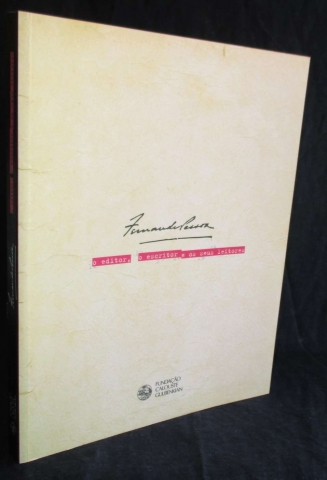 Fernando Pessoa
o editor, o escritor e os seus leitores
FUNDAÇÃO
CALOUSTE
GULBENKIAN